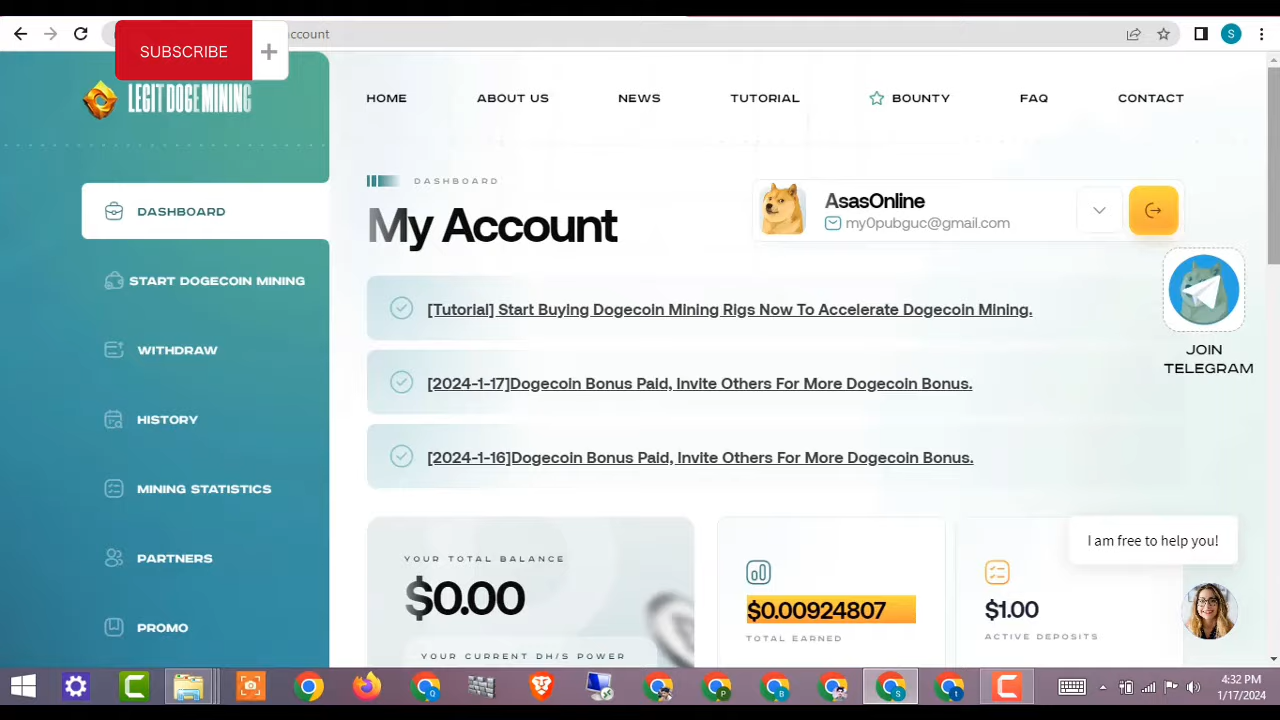 SUBSCRIBE
account
LEGIT DOGE MINING
HOME
ABOUT US
NEWS
TUTORIAL
BOUNTY
FAQ
CONTACT
S
DASHBOARD
My Account
AsasOnline
my0pubguc@gmail.com
DASHBOARD
START DOGECOIN MINING
WITHDRAW
HISTORY
MINING STATISTICS
PARTNERS
PROMO
[Tutorial] Start Buying Dogecoin Mining Rigs Now To Accelerate Dogecoin Mining.
[2024-1-17]Dogecoin Bonus Paid, Invite Others For More Dogecoin Bonus.
[2024-1-16]Dogecoin Bonus Paid, Invite Others For More Dogecoin Bonus.
JOIN
TELEGRAM
YOUR TOTAL BALANCE
$0.00
YOUR CURRENT DH/S POWER
$0.00924807
TOTAL EARNED
$1.00
ACTIVE DEPOSITS
I am free to help you!
4:32 PM
1/17/2024